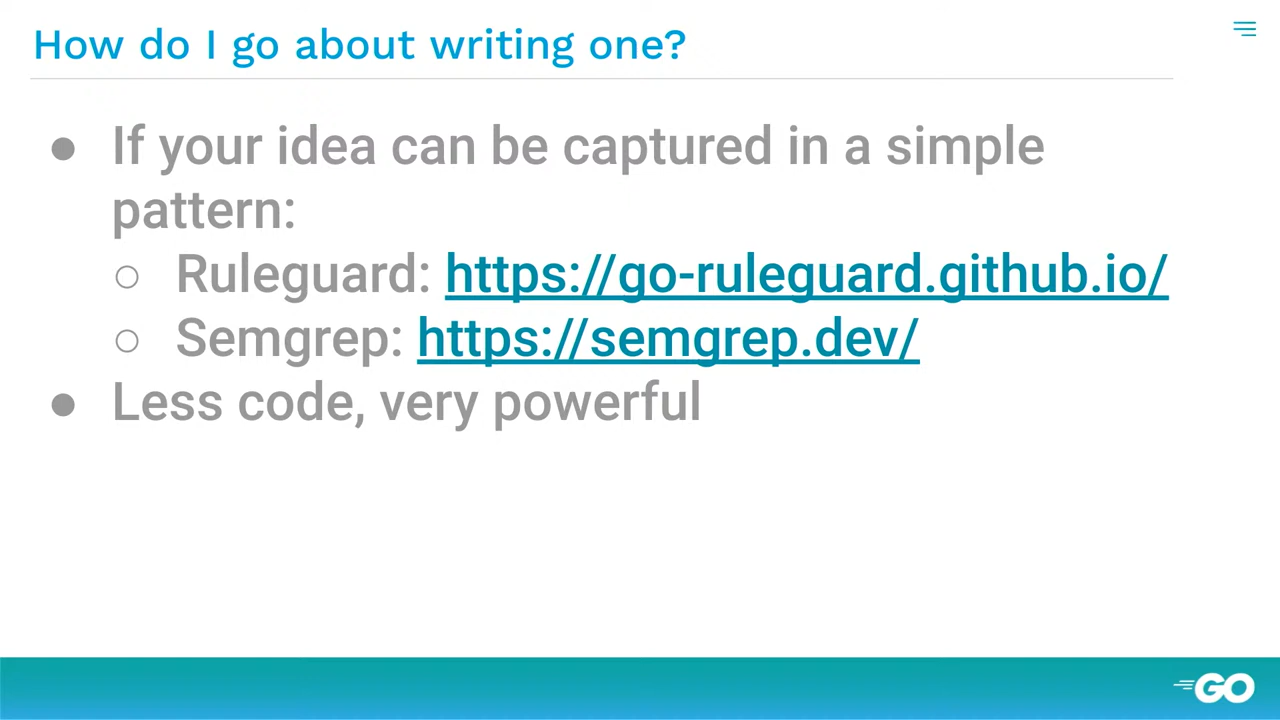 How do I go about writing one?
● If your idea can be captured in a simple
pattern:
○ Ruleguard: https://go-ruleguard.github.io/
○ Semgrep: https://semgrep.dev/
● Less code, very powerful
GO